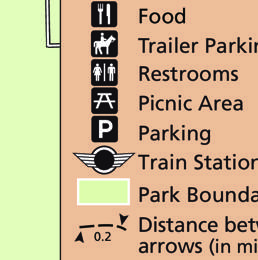 Food
Trailer Parkin
Restrooms
Picnic Area
P Parking
Train Station
Park Bounda
0.2 Distance betw
arrows (in mi